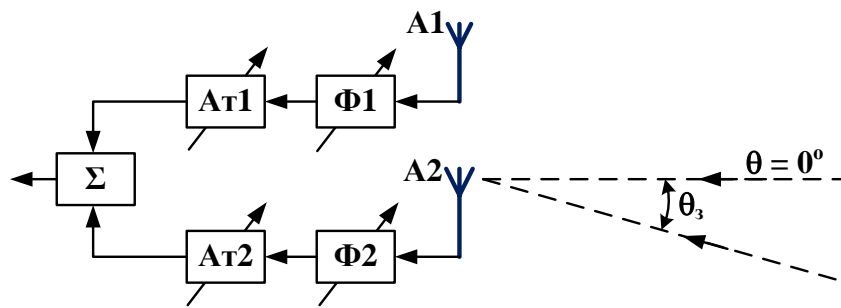 A1
Ат1
Ф1
Σ
A2
θ = 0º
θз
Ат2
Ф2